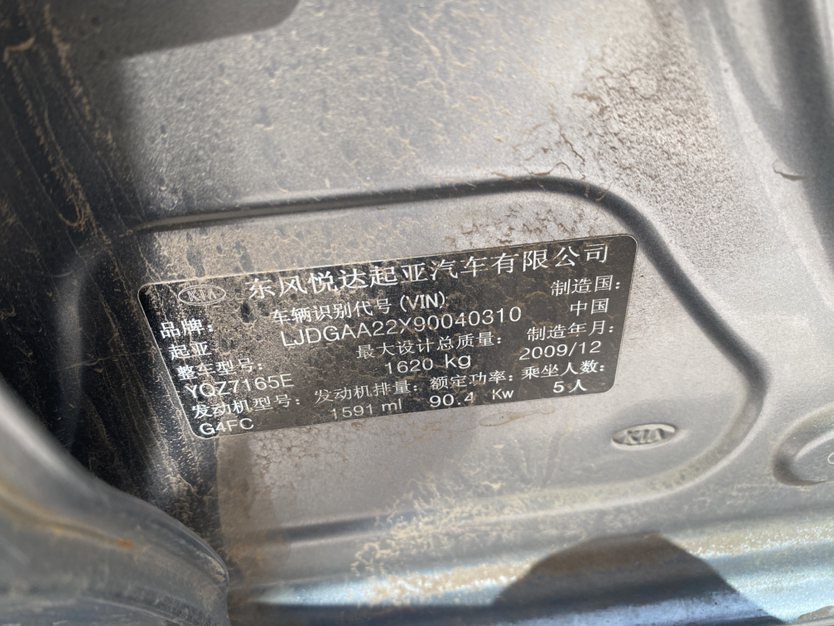 KIA 东风悦达起亚汽车有限公司
品牌： 车辆识别代号(VIN): 制造国：
起亚 LJDGAA22X90040310 中国
整车型号： 最大设计总质量： 制造年月：
YQZ7165E 1620 kg 2009/12
发动机型号： 发动机排量： 额定功率： 乘坐人数：
G4FC 1591 ml 90.4 Kw 5人
KIA